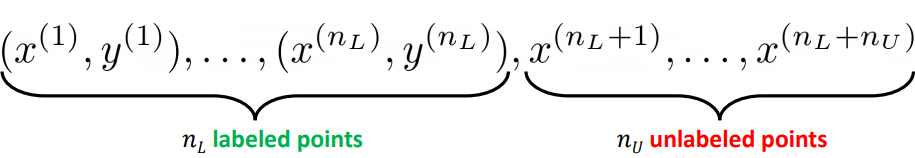 (x^(1), y^(1)), . . . , (x^(n_L), y^(n_L)), x^(n_L+1), . . . , x^(n_L+n_U)
n_L labeled points n_U unlabeled points